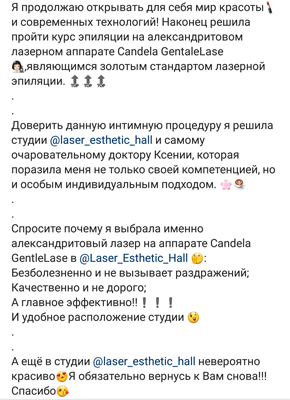 Я продолжаю открывать для себя мир красоты💄
и современных технологий! Наконец решила
пройти курс эпиляции на александритовом
лазерном аппарате Candela GentaleLase
👩🏻‍⚕️,являющимся золотым стандартом лазерной
эпиляции. 🔝🔝🔝
.
.
Доверить данную интимную процедуру я решила
студии @laser_esthetic_hall и самому
очаровательному доктору Ксении, которая
поразила меня не только своей компетенцией, но
и особым индивидуальным подходом. 🌸
.
.
Спросите почему я выбрала именно
александритовый лазер на аппарате Candela
GentleLase в @Laser_Esthetic_Hall 🤔:
Безболезненно и не вызывает раздражений;
Качественно и не дорого;
А главное эффективно!!❗❗❗
И удобное расположение студии 😲
.
.
А ещё в студии @laser_esthetic_hall невероятно
красиво😍Я обязательно вернусь к Вам снова!!!
Спасибо😘